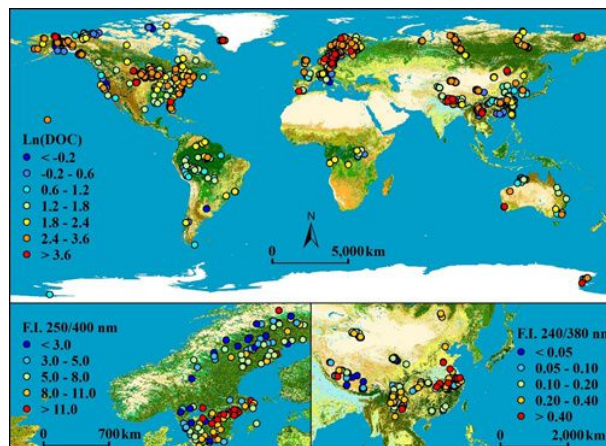 Ln(DOC)
< -0.2
-0.2 - 0.6
0.6 - 1.2
1.2 - 1.8
1.8 - 2.4
2.4 - 3.6
> 3.6
N
0 5,000 km
F.I. 250/400 nm
< 3.0
3.0 - 5.0
5.0 - 8.0
8.0 - 11.0
> 11.0
0 700 km
F.I. 240/380 nm
< 0.05
0.05 - 0.10
0.10 - 0.20
0.20 - 0.40
> 0.40
0 2,000 km